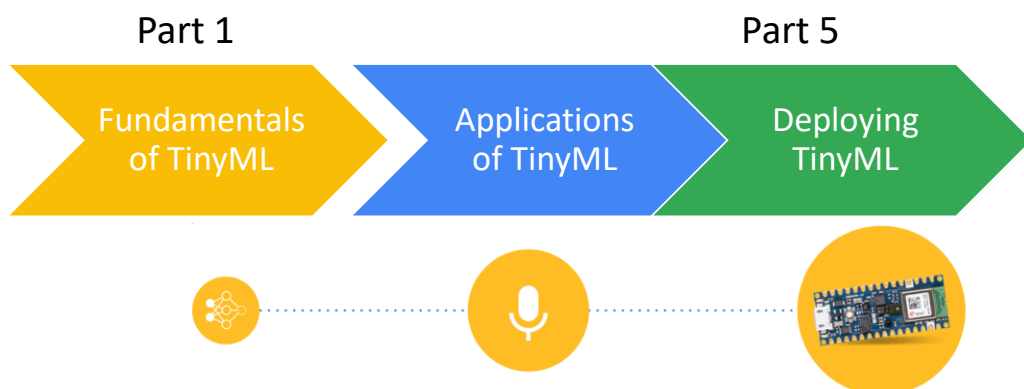 Part 1
Part 5
Fundamentals
of TinyML
Applications
of TinyML
Deploying
TinyML